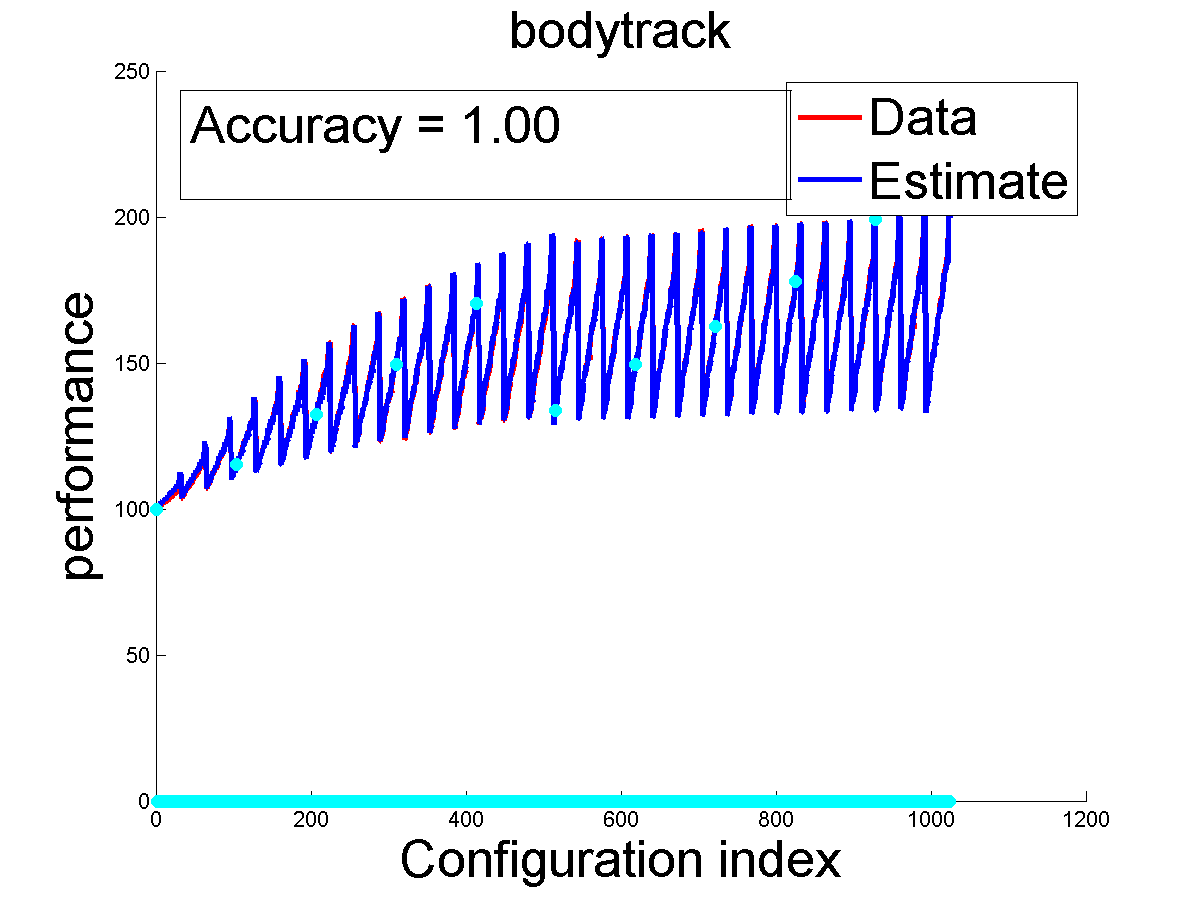 bodytrack
250
Accuracy = 1.00
Data
Estimate
200
150
100
50
0
performance
0 200 400 600 800 1000 1200
Configuration index